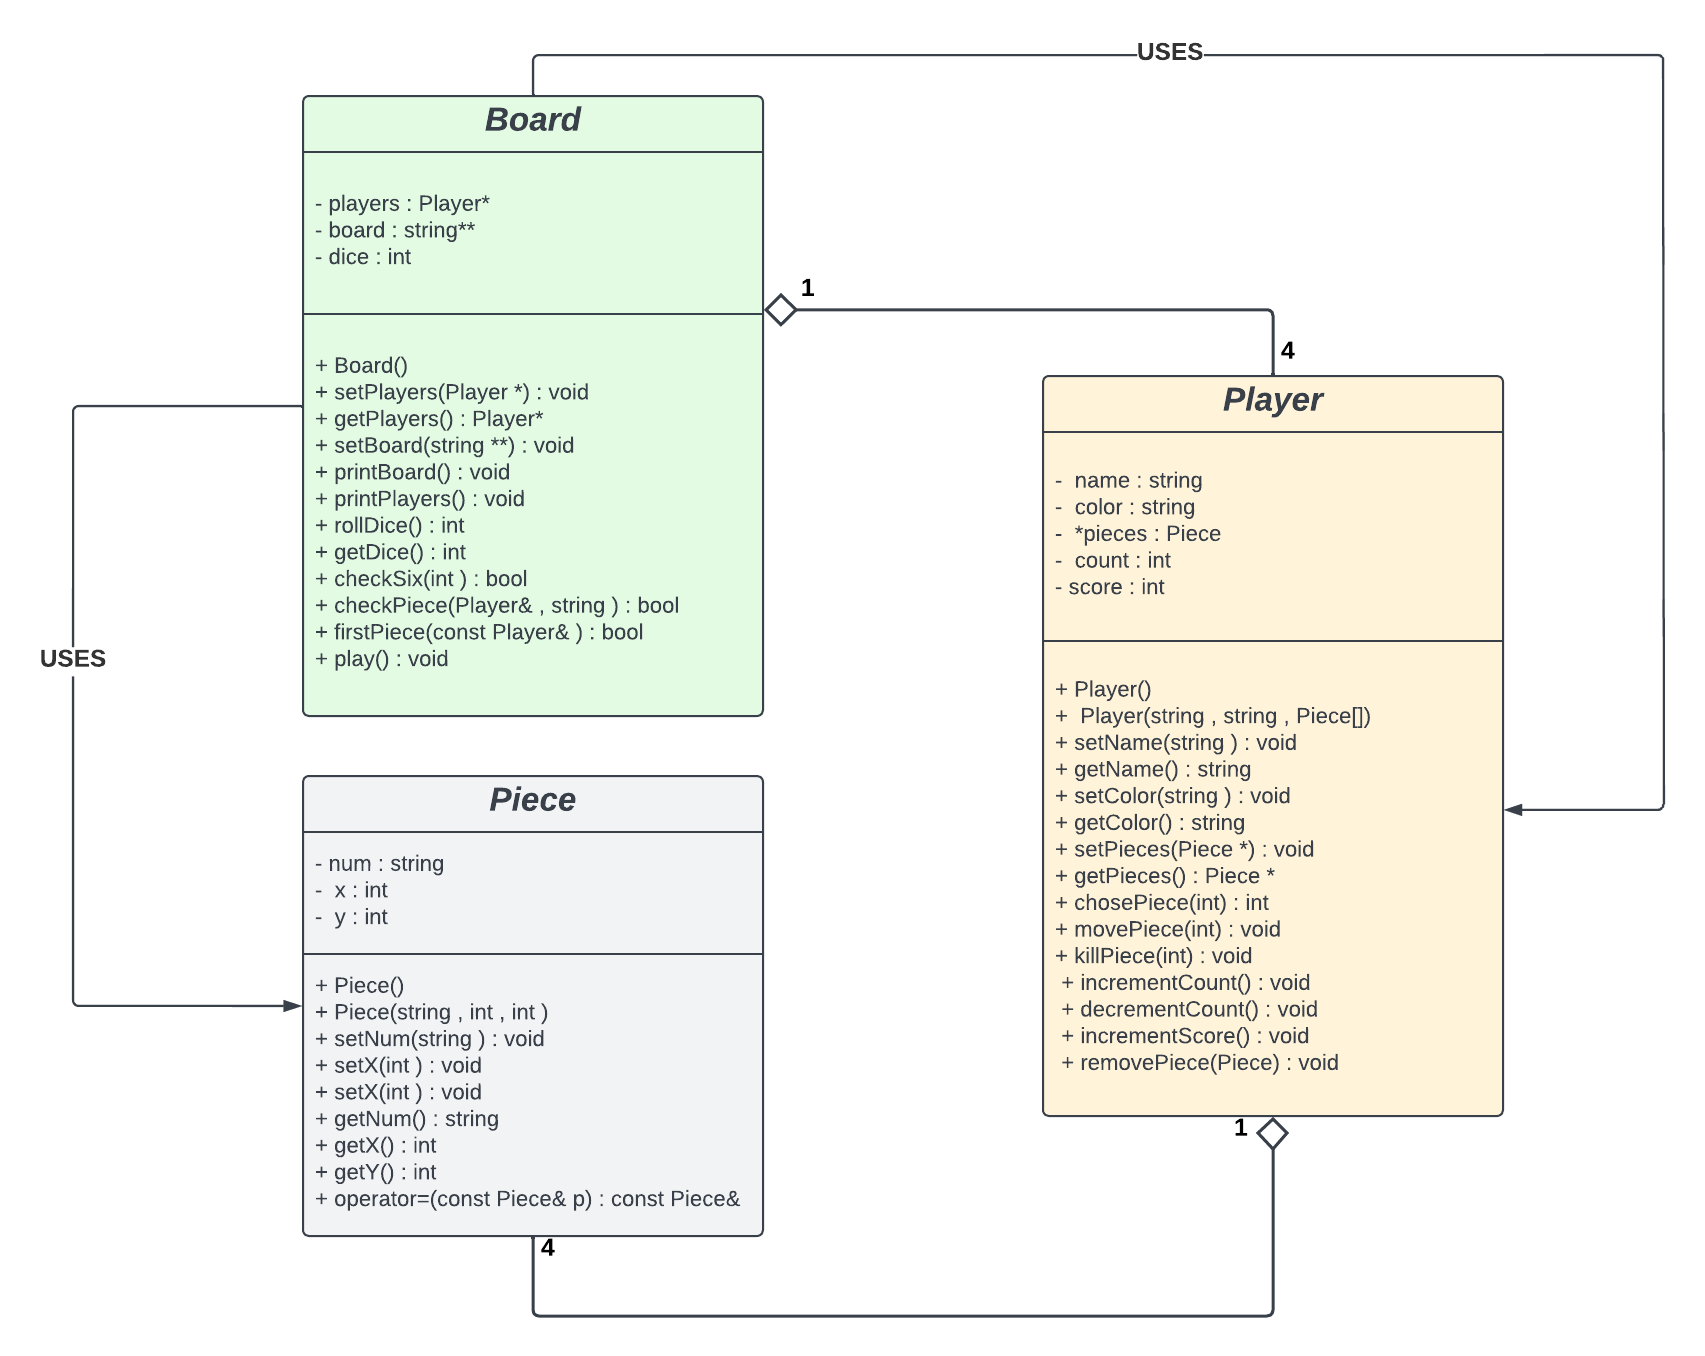 USES
Board
- players : Player*
- board : string**
- dice : int
+ Board()
+ setPlayers(Player *) : void
+ getPlayers() : Player*
+ setBoard(string **) : void
+ printBoard() : void
+ printPlayers() : void
+ rollDice() : int
+ getDice() : int
+ checkSix(int ) : bool
+ checkPiece(Player& , string ) : bool
+ firstPiece(const Player& ) : bool
+ play() : void
1
4
Player
-  name : string
-  color : string
-  *pieces : Piece
-  count : int
- score : int
+ Player()
+  Player(string , string , Piece[])
+ setName(string ) : void
+ getName() : string
+ setColor(string ) : void
+ getColor() : string
+ setPieces(Piece *) : void
+ getPieces() : Piece *
+ chosePiece(int) : int
+ movePiece(int) : void
+ killPiece(int) : void
+ incrementCount() : void
+ decrementCount() : void
+ incrementScore() : void
+ removePiece(Piece) : void
1
USES
Piece
- num : string
-  x : int
-  y : int
+ Piece()
+ Piece(string , int , int )
+ setNum(string ) : void
+ setX(int ) : void
+ setX(int ) : void
+ getNum() : string
+ getX() : int
+ getY() : int
+ operator=(const Piece& p) : const Piece&
4